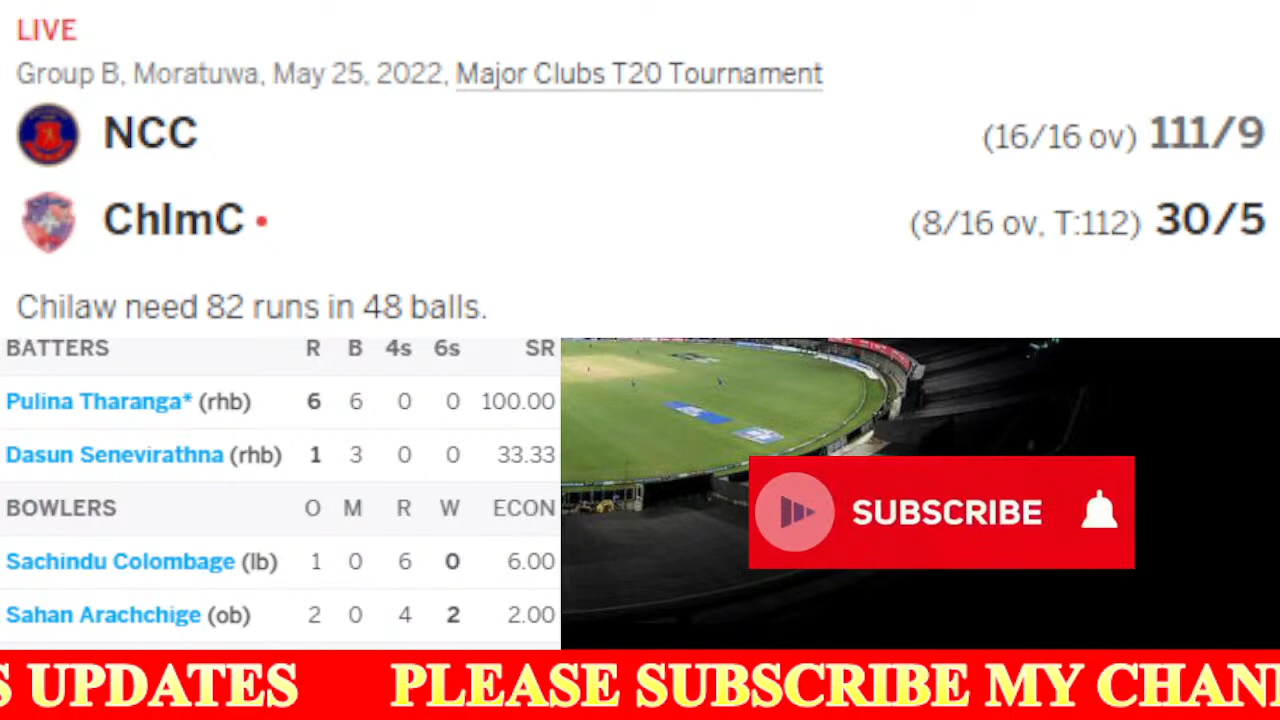 LIVE
Group B, Moratuwa, May 25, 2022, Major Clubs T20 Tournament
NCC (16/16 ov) 111/9
ChlmC (8/16 ov, T:112) 30/5
Chilaw need 82 runs in 48 balls.
BATTERS R B 4s 6s SR
Pulina Tharanga* (rhb) 6 6 0 0 100.00
Dasun Senevirathna (rhb) 1 3 0 0 33.33
BOWLERS O M R W ECON
Sachindu Colombage (lb) 1 0 6 0 6.00
Sahan Arachchige (ob) 2 0 4 2 2.00
SUBSCRIBE
S UPDATES PLEASE SUBSCRIBE MY CHAN